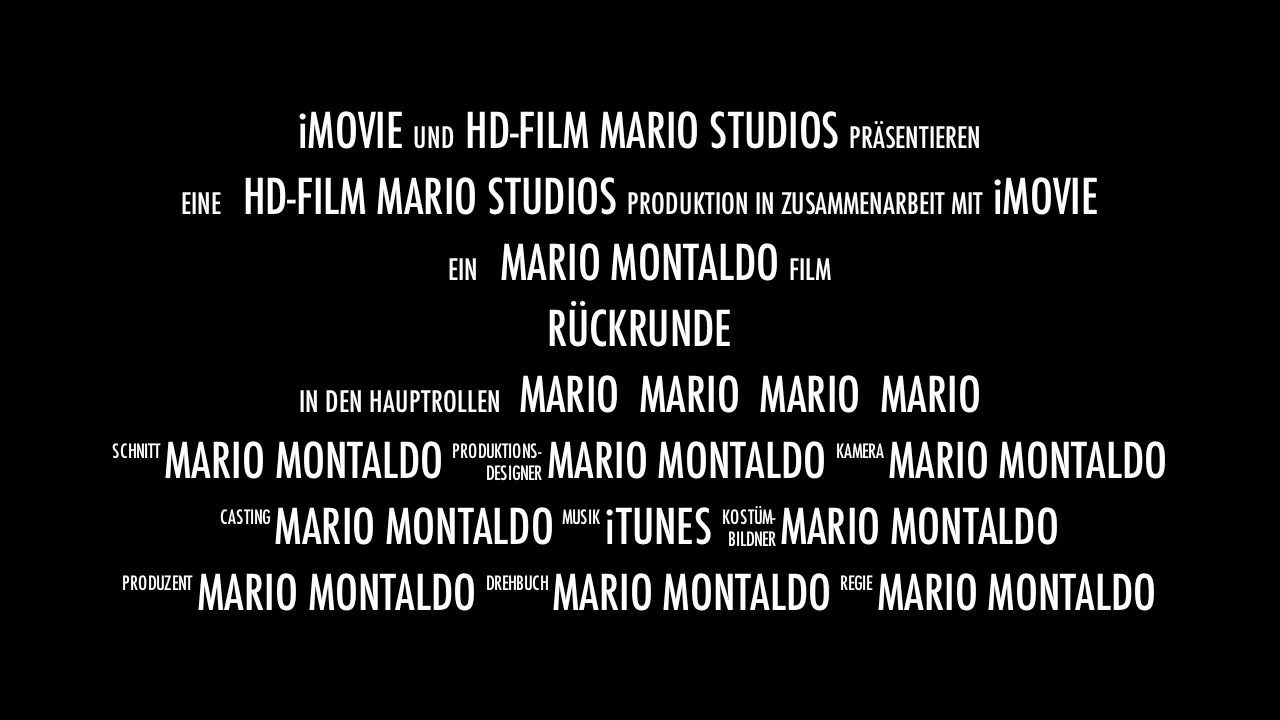 iMOVIE UND HD-FILM MARIO STUDIOS PRÄSENTIEREN
EINE HD-FILM MARIO STUDIOS PRODUKTION IN ZUSAMMENARBEIT MIT iMOVIE
EIN MARIO MONTALDO FILM
RÜCKRUNDE
IN DEN HAUPTROLLEN MARIO MARIO MARIO MARIO
SCHNITT MARIO MONTALDO PRODUKTIONS-DESIGNER MARIO MONTALDO KAMERA MARIO MONTALDO
CASTING MARIO MONTALDO MUSIK iTUNES KOSTÜM-BILDNER MARIO MONTALDO
PRODUZENT MARIO MONTALDO DREHBUCH MARIO MONTALDO REGIE MARIO MONTALDO